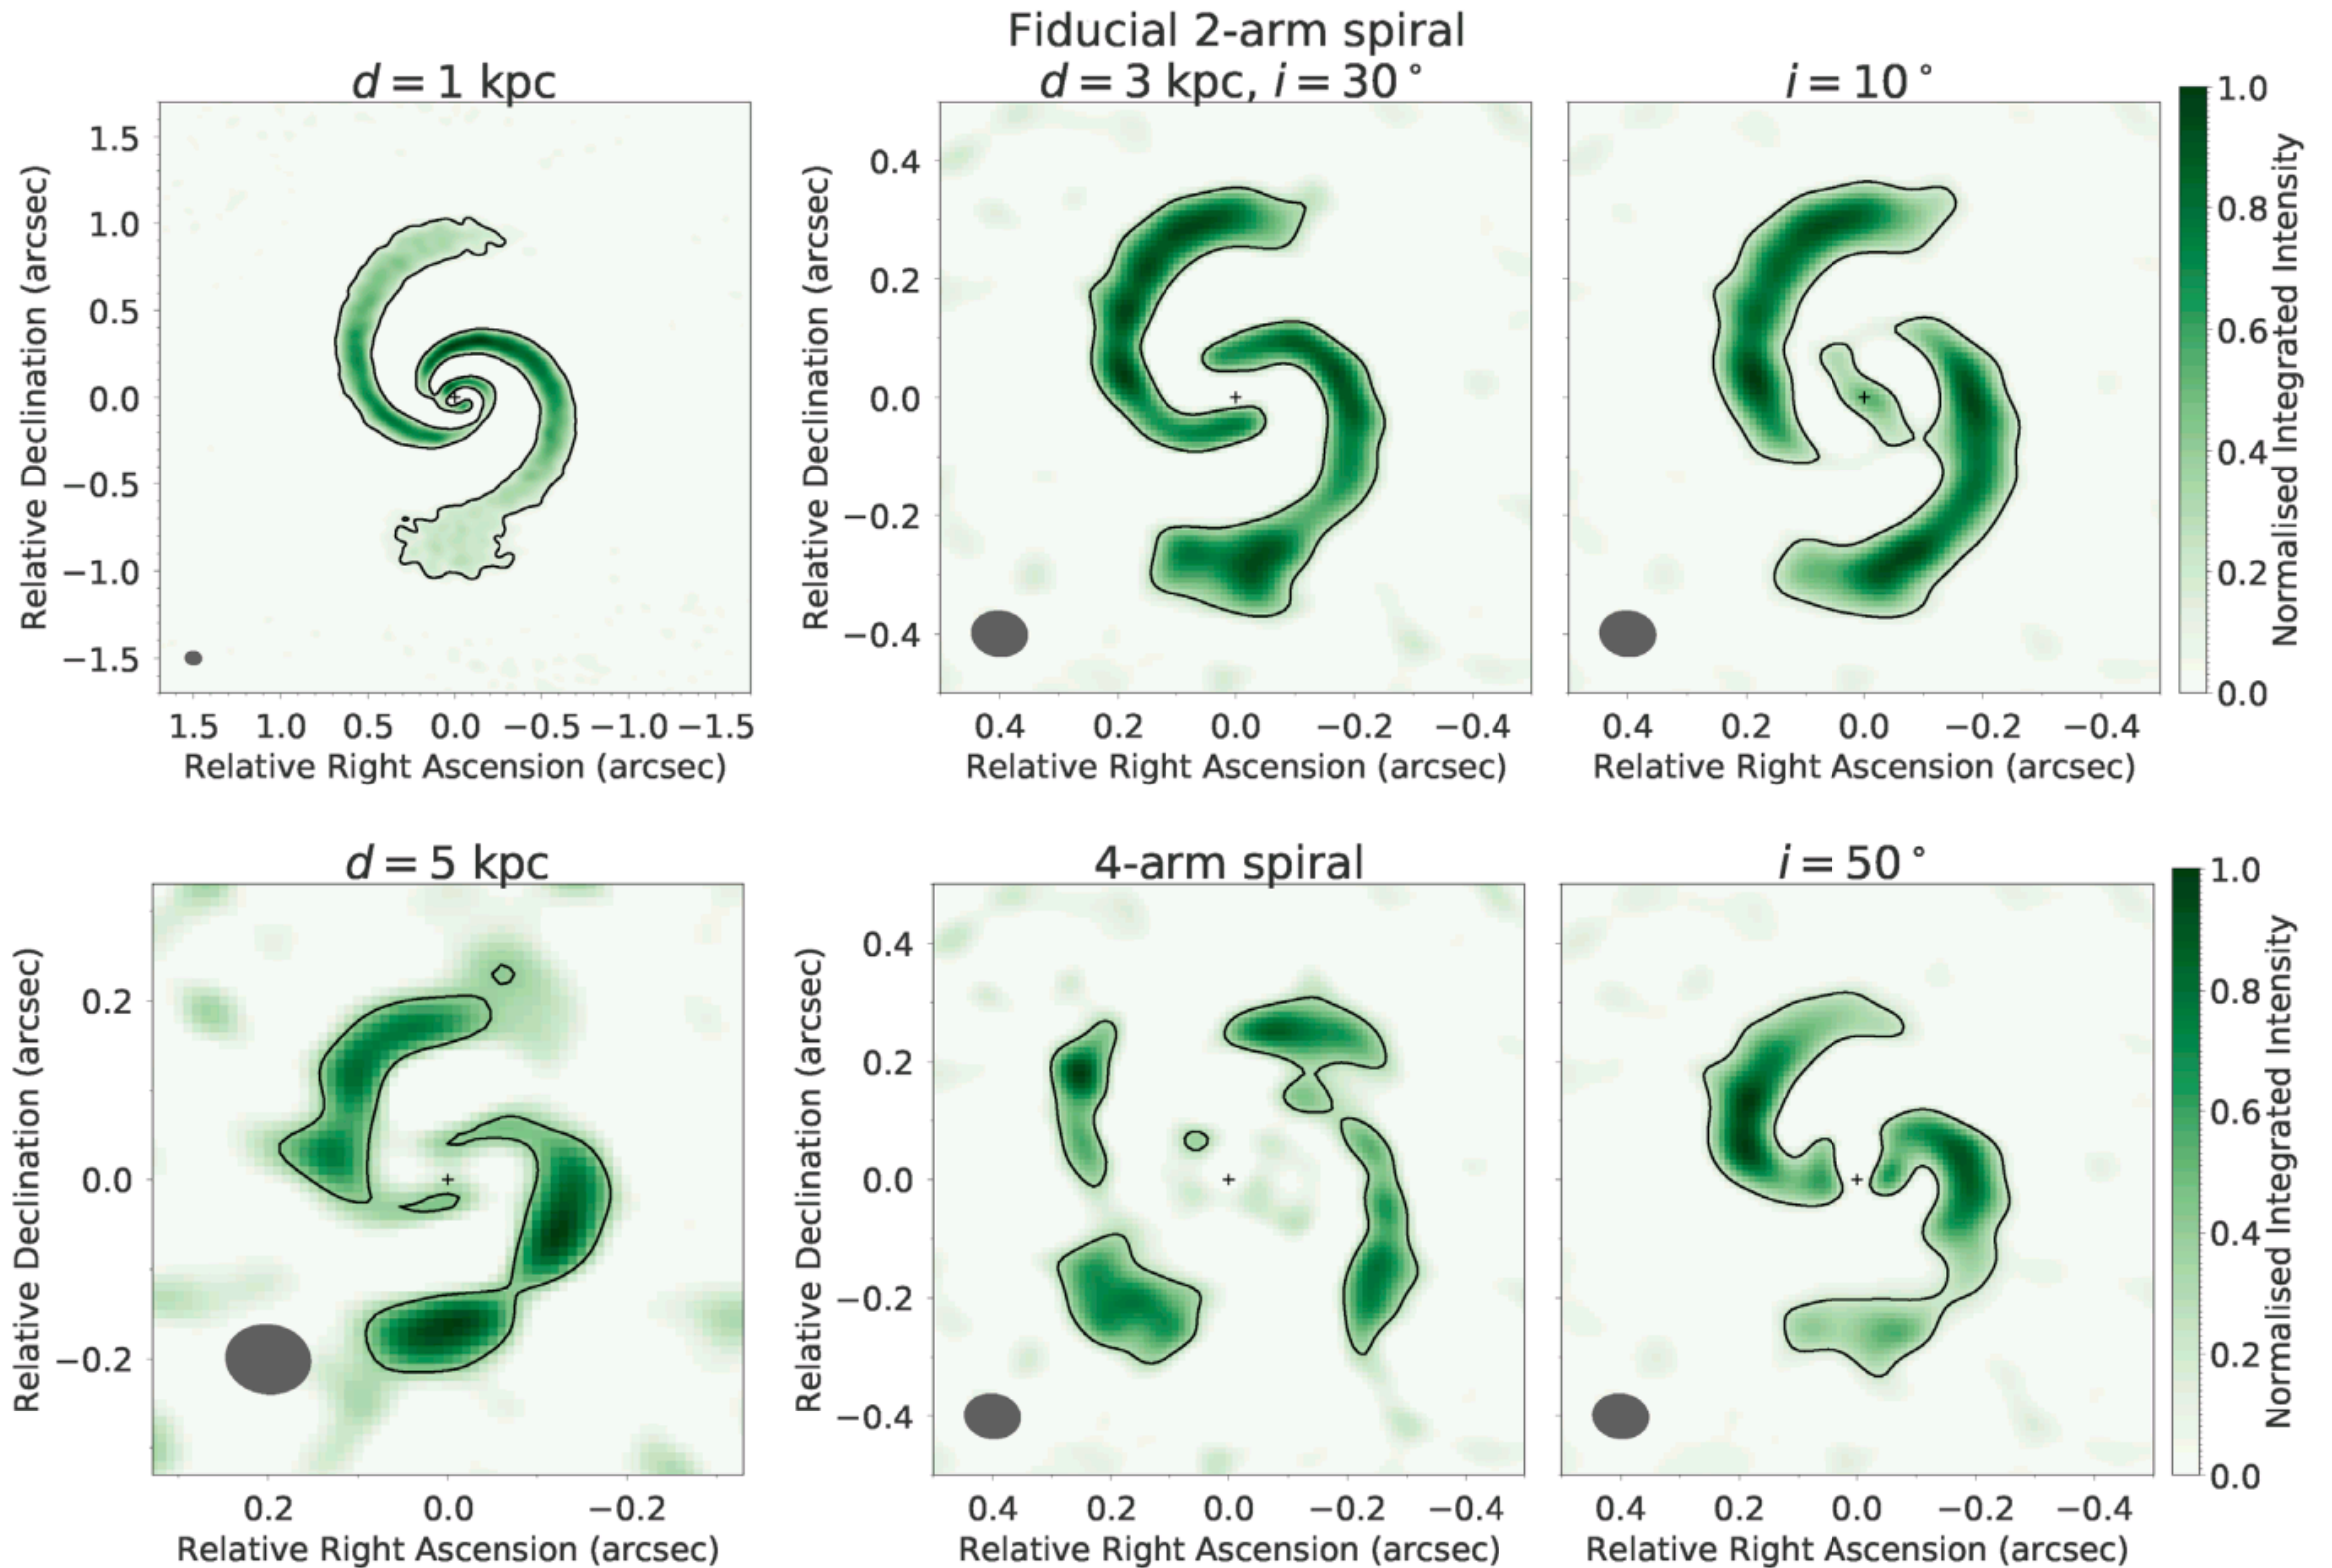 Fiducial 2-arm spiral
d = 1 kpc
d = 3 kpc, i = 30°
i = 10°
Relative Declination (arcsec)
1.5
1.0
0.5
0.0
−0.5
−1.0
−1.5
1.5 1.0 0.5 0.0 −0.5 −1.0 −1.5
Relative Right Ascension (arcsec)
Relative Declination (arcsec)
0.4
0.2
0.0
−0.2
−0.4
0.4 0.2 0.0 −0.2 −0.4
Relative Right Ascension (arcsec)
0.4 0.2 0.0 −0.2 −0.4
Relative Right Ascension (arcsec)
1.0
0.8
0.6
0.4
0.2
0.0
Normalised Integrated Intensity
d = 5 kpc
4-arm spiral
i = 50°
Relative Declination (arcsec)
0.2
0.0
−0.2
0.2 0.0 −0.2
Relative Right Ascension (arcsec)
Relative Declination (arcsec)
0.4
0.2
0.0
−0.2
−0.4
0.4 0.2 0.0 −0.2 −0.4
Relative Right Ascension (arcsec)
0.4 0.2 0.0 −0.2 −0.4
Relative Right Ascension (arcsec)
1.0
0.8
0.6
0.4
0.2
0.0
Normalised Integrated Intensity